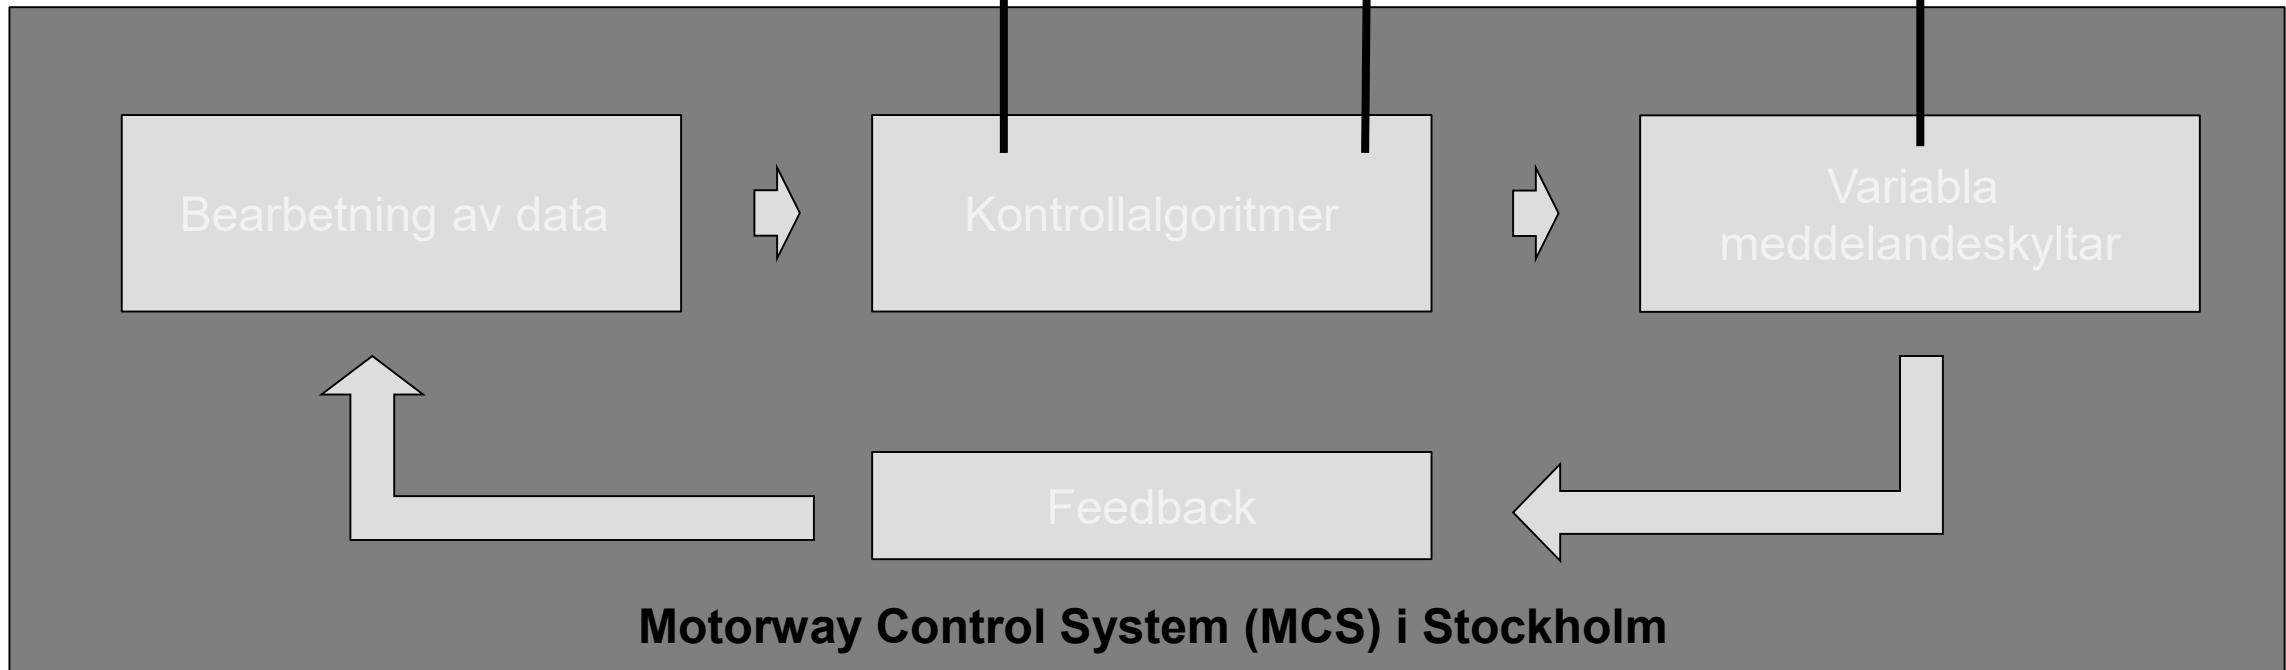 Bearbetning av data
Kontrollalgoritmer
Variabla
meddelandeskyltar
Feedback
Motorway Control System (MCS) i Stockholm